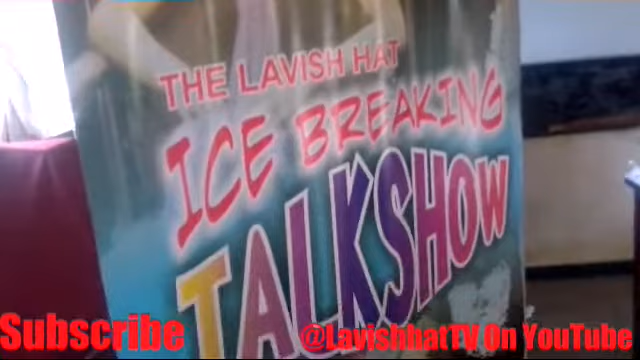 THE LAVISH HAT
ICE BREAKING
TALKSHOW
Subscribe @LavishhatTV On YouTube